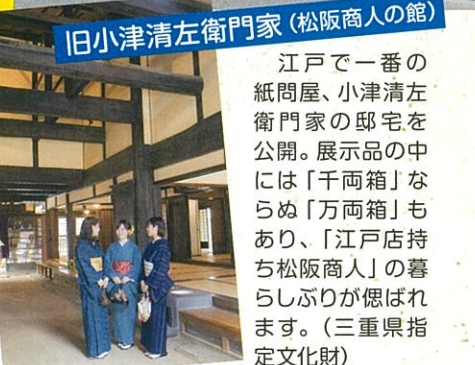 旧小津清左衛門家(松阪商人の館)
江戸で一番の
紙問屋、小津清左
衛門家の邸宅を
公開。展示品の中
には「千両箱」な
らぬ「万両箱」も
あり、「江戸店持
ち松阪商人」の暮
らしぶりが偲ばれ
ます。(三重県指
定文化財)